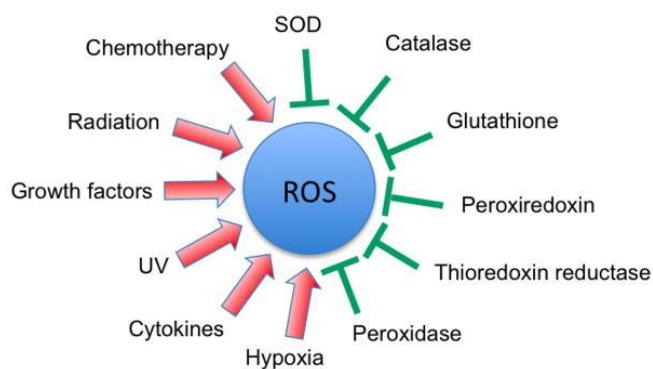 SOD
Chemotherapy
Catalase
Radiation
Glutathione
Growth factors
ROS
Peroxiredoxin
UV
Thioredoxin reductase
Cytokines
Peroxidase
Hypoxia